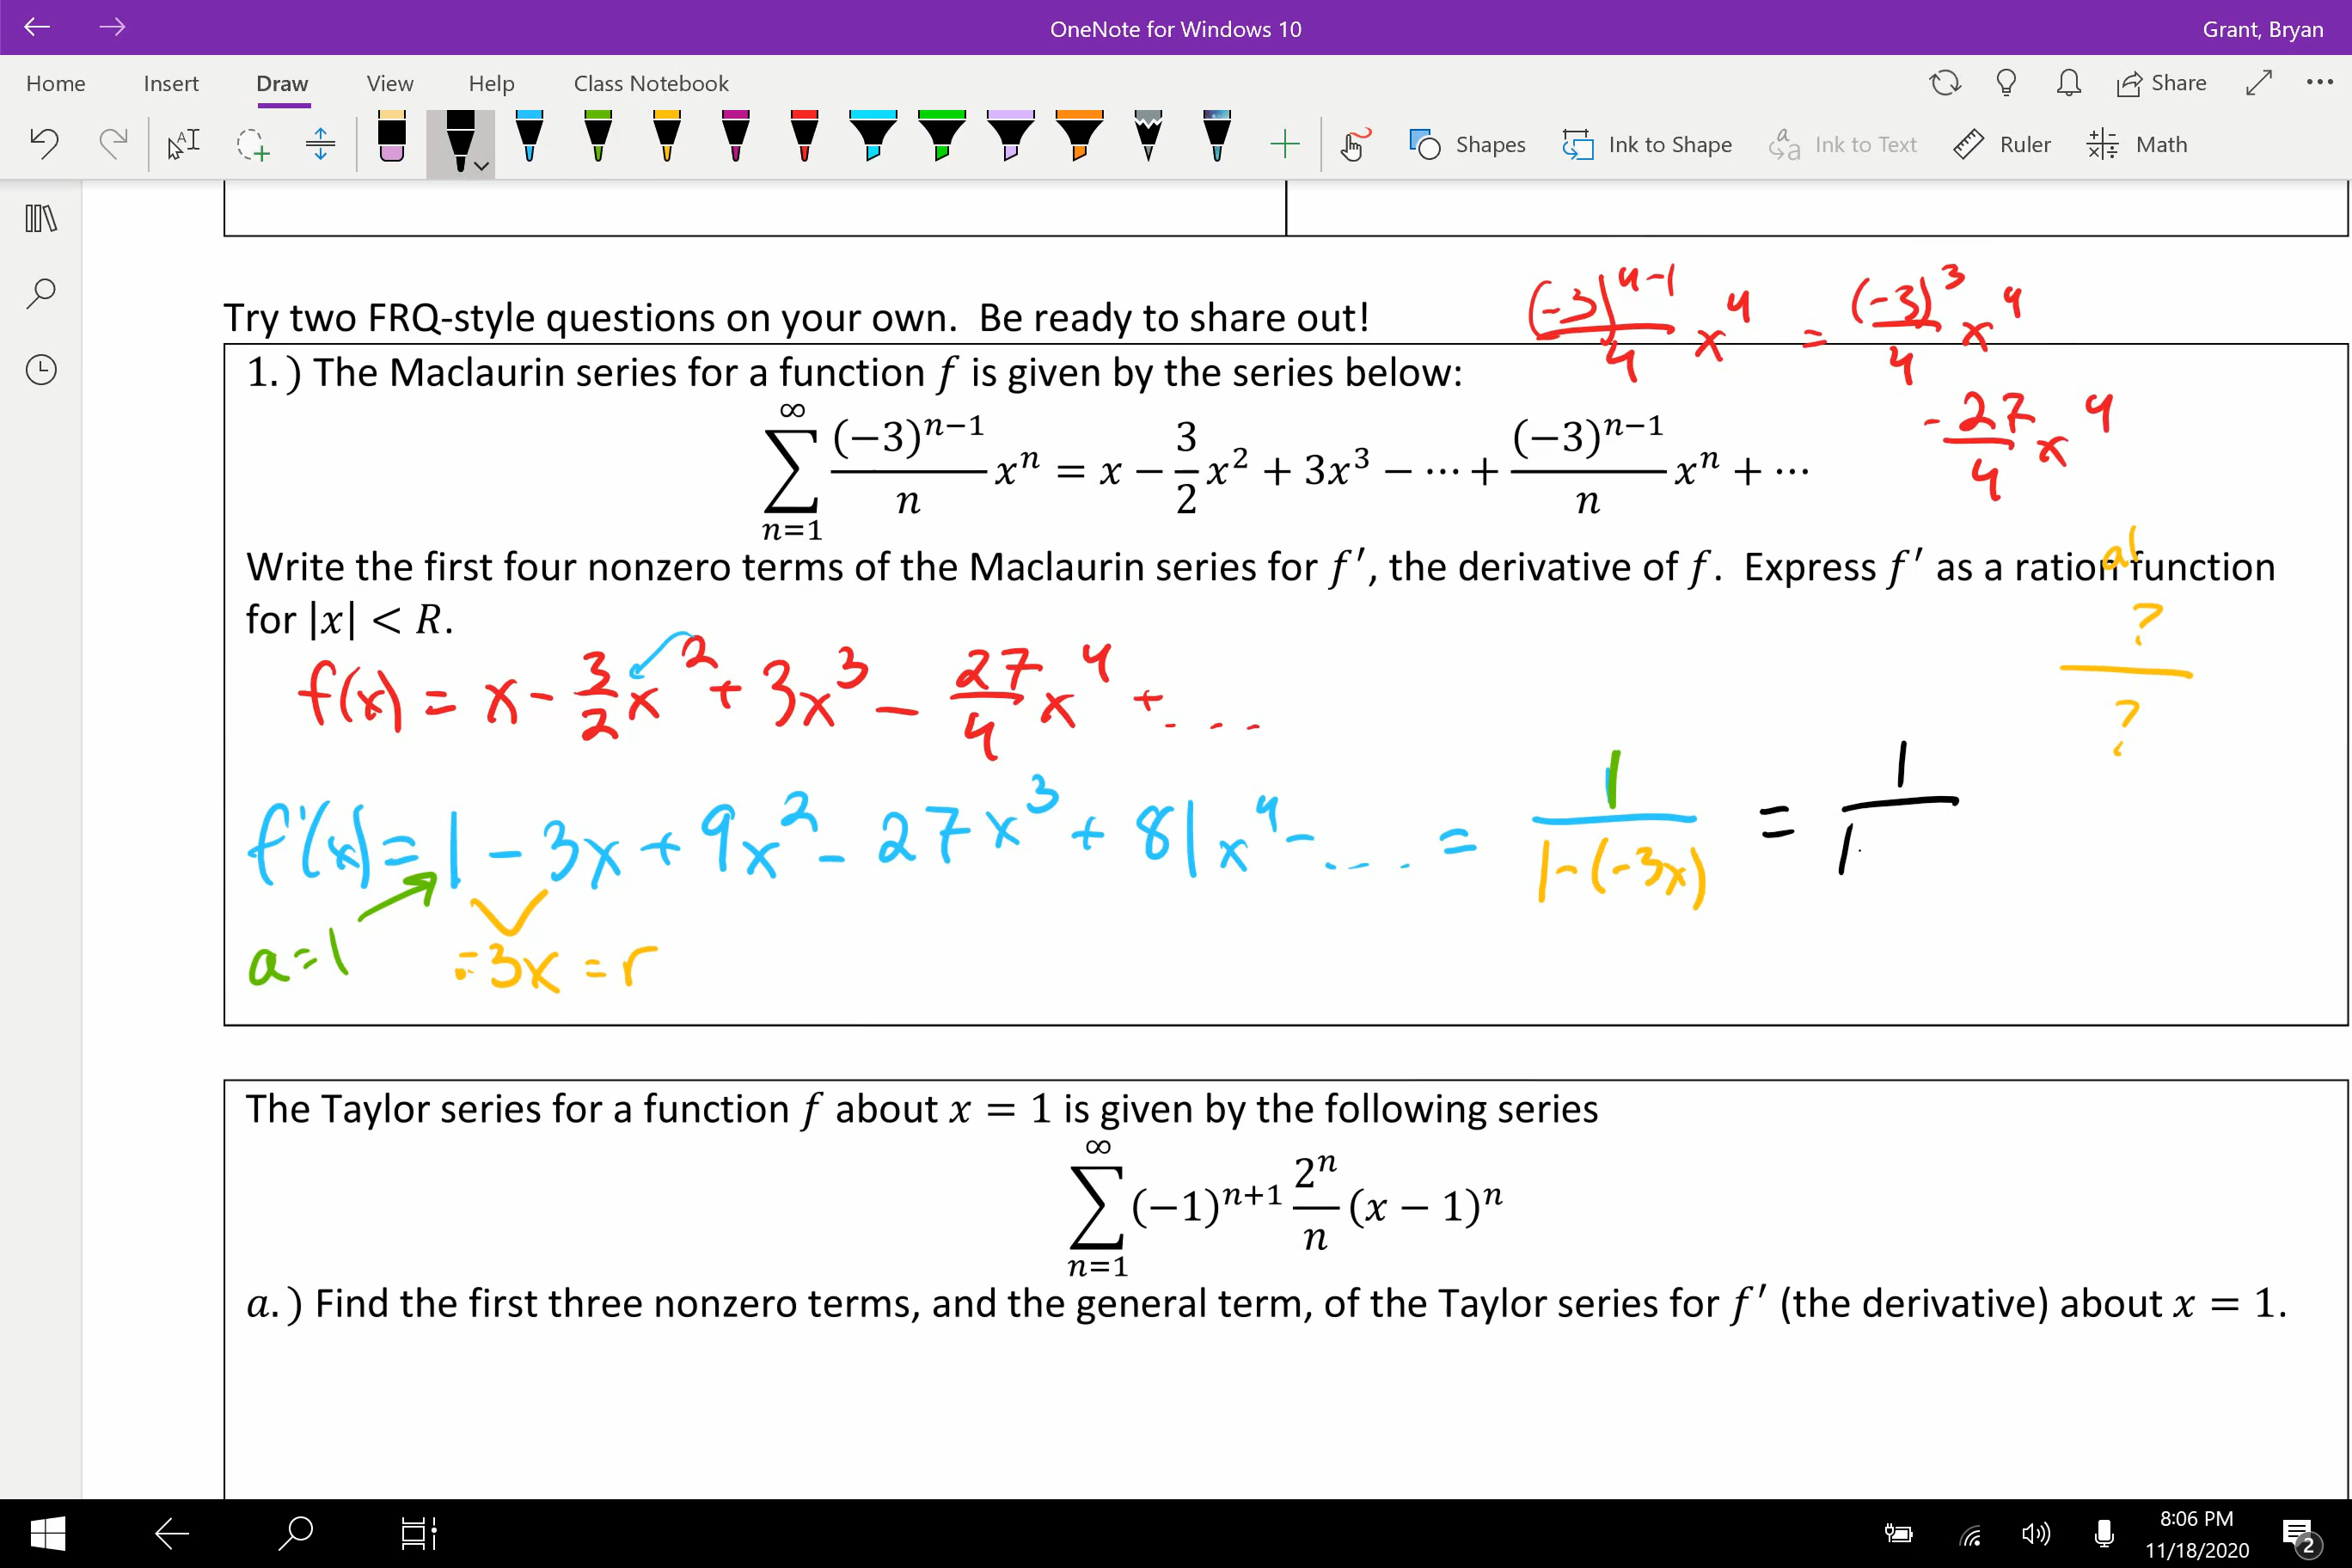 OneNote for Windows 10
Grant, Bryan
Home Insert Draw View Help Class Notebook
Share
Shapes Ink to Shape Ink to Text Ruler Math
Try two FRQ-style questions on your own. Be ready to share out!
(-3)^{4-1}/4 x^4 = (-3)^3/4 x^4
-27/4 x^4
1.) The Maclaurin series for a function f is given by the series below:
∑_{n=1}^{∞} (−3)^{n−1}/n x^n = x − 3/2 x^2 + 3x^3 − ⋯ + (−3)^{n−1}/n x^n + ⋯
Write the first four nonzero terms of the Maclaurin series for f′, the derivative of f. Express f′ as a ration function
al
for |x| < R.
?/?
f(x) = x - 3/2 x^2 + 3x^3 - 27/4 x^4 + ...
f'(x) = 1 - 3x + 9x^2 - 27x^3 + 81x^4 - .... = 1/(1-(-3x)) = 1/1
a=1 -3x = r
The Taylor series for a function f about x = 1 is given by the following series
∑_{n=1}^{∞} (−1)^{n+1} 2^n/n (x − 1)^n
a.) Find the first three nonzero terms, and the general term, of the Taylor series for f′ (the derivative) about x = 1.
8:06 PM
11/18/2020
2